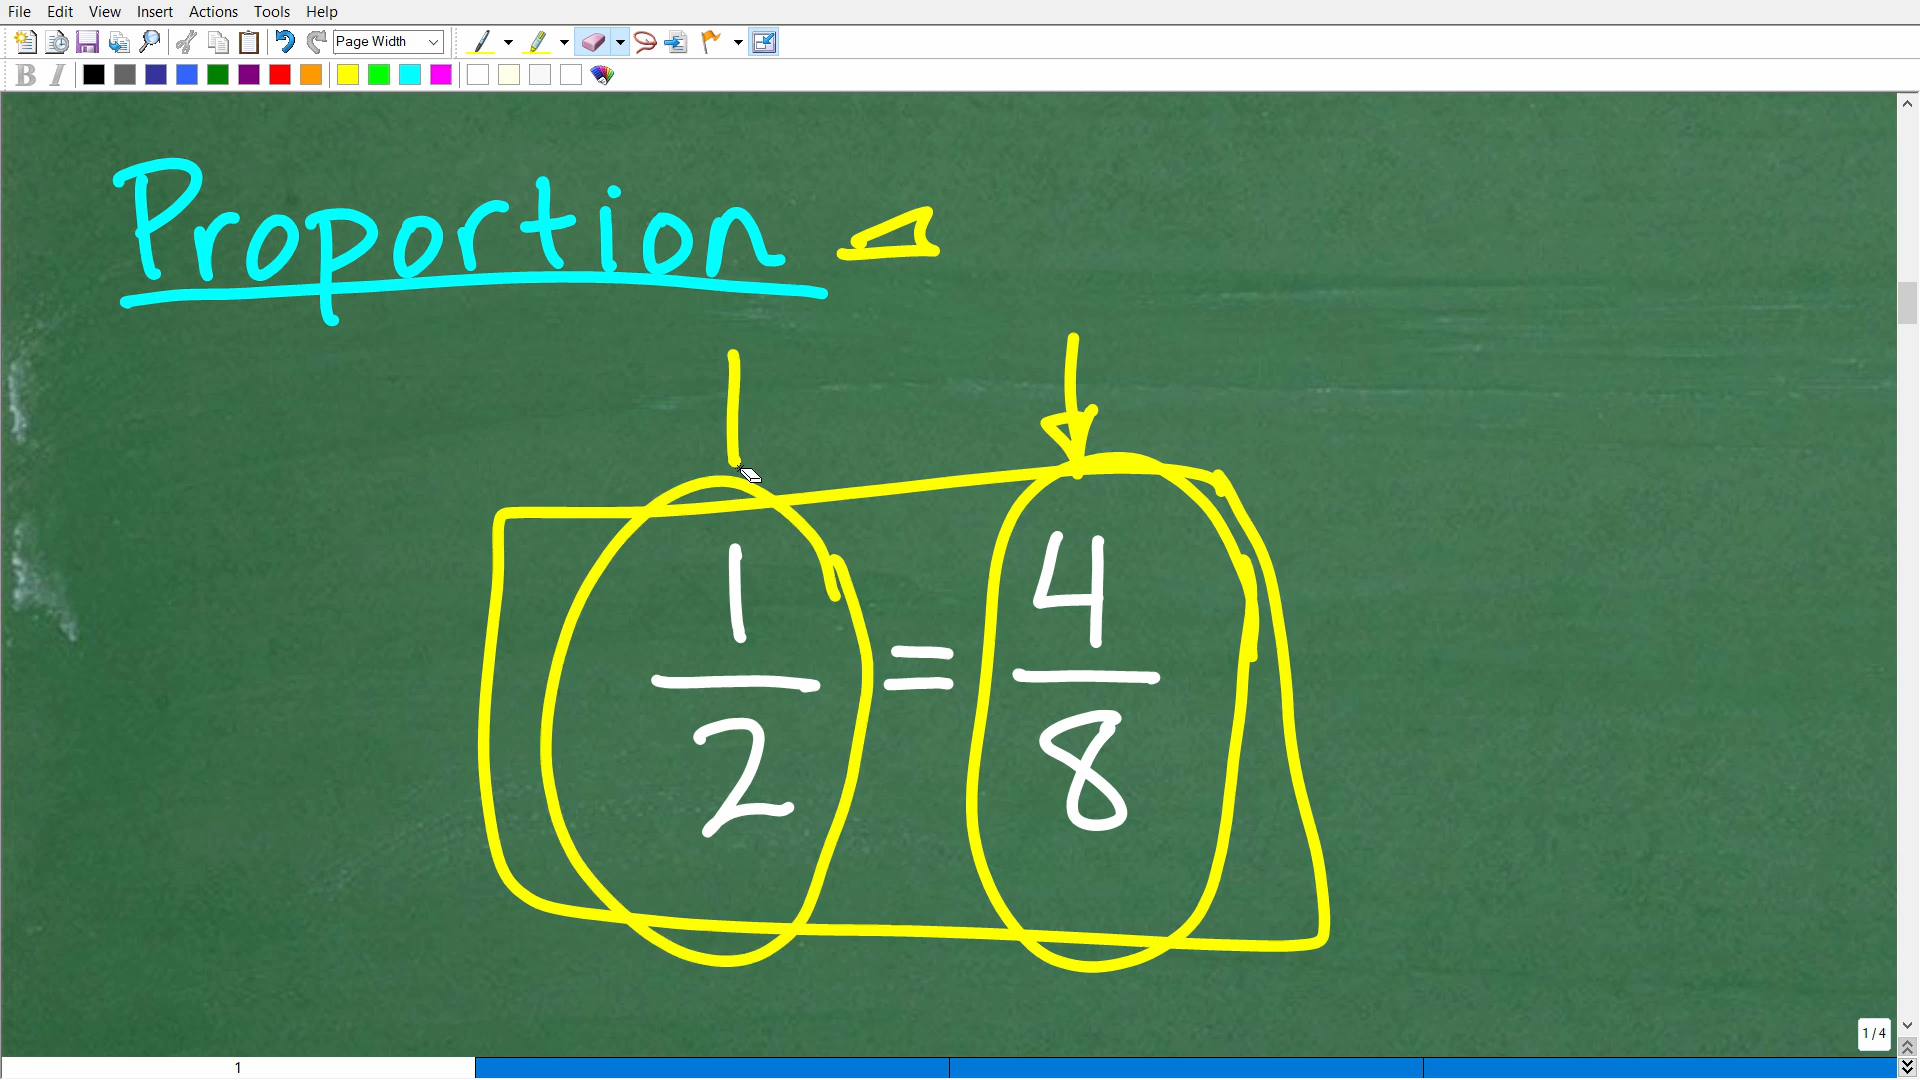 File Edit View Insert Actions Tools Help
Page Width
B I
Proportion
1/2 = 4/8
1 / 4
1